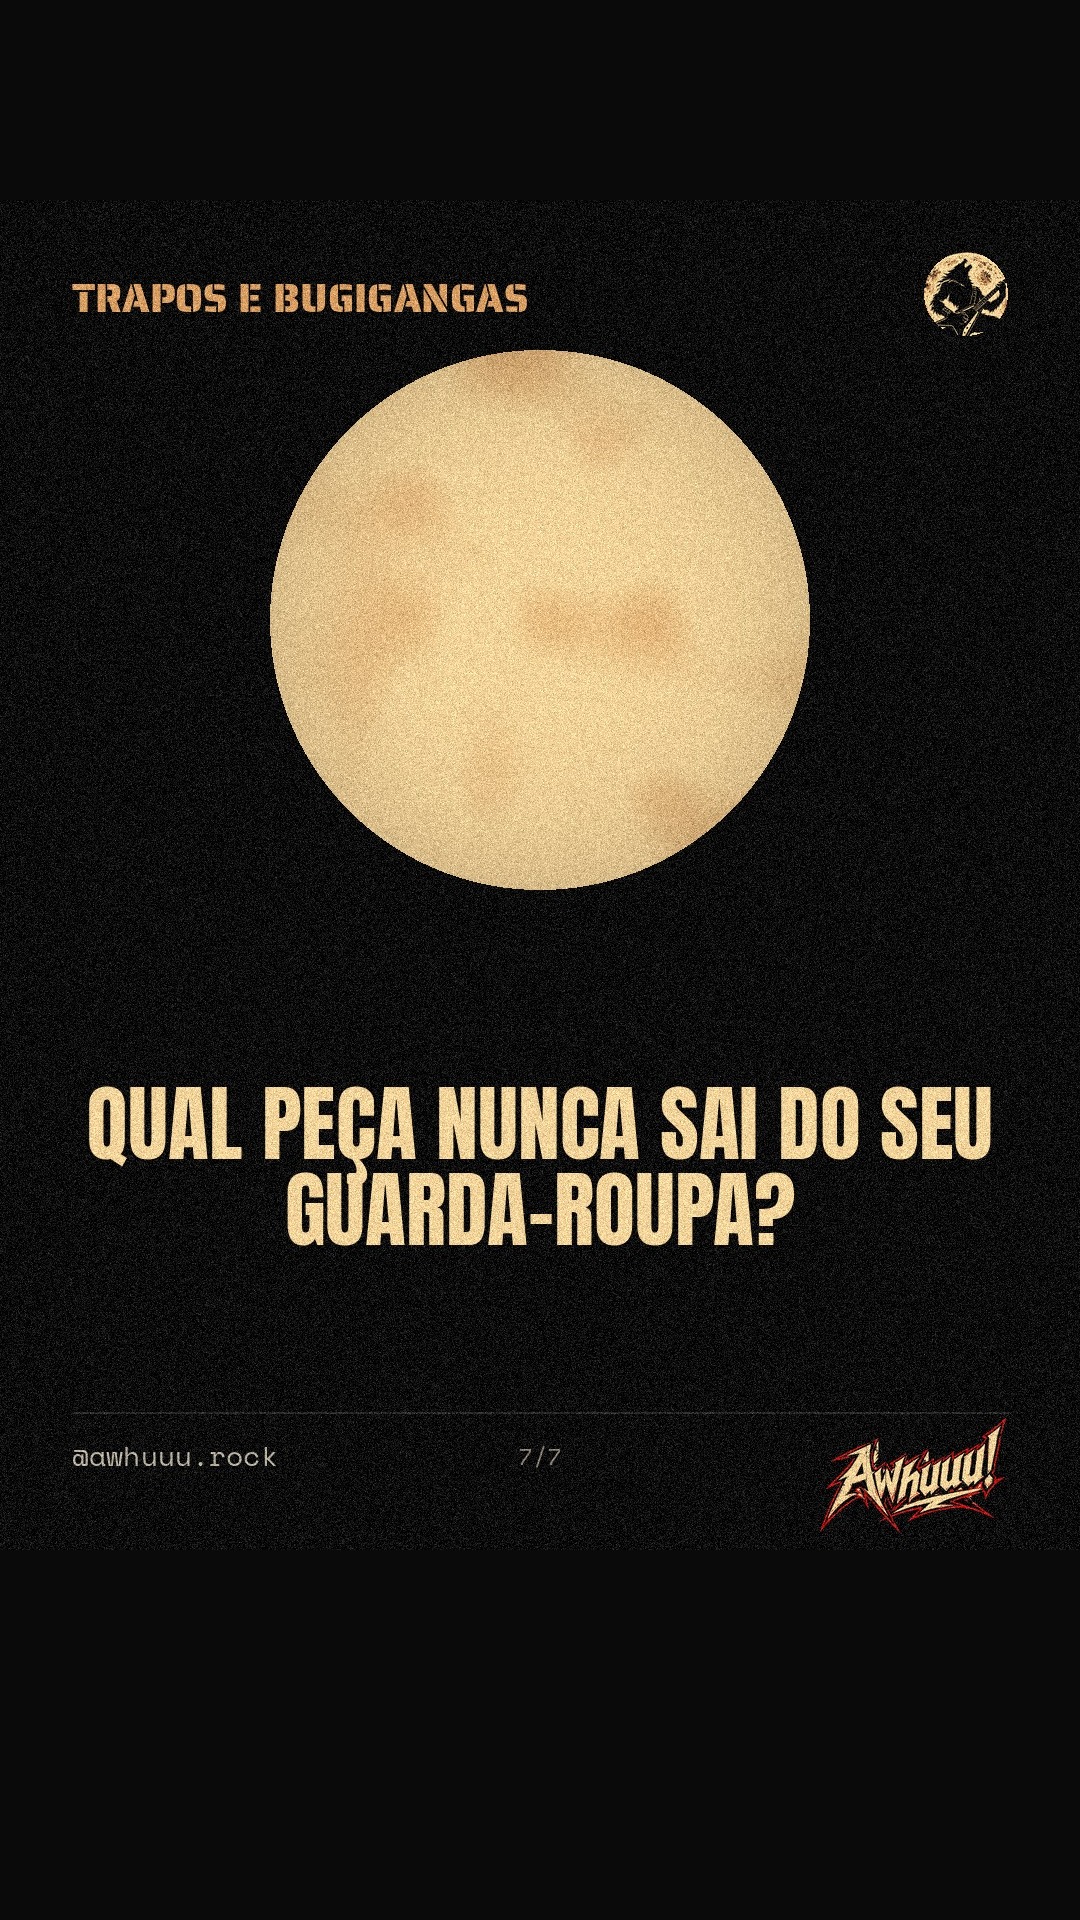 TRAPOS E BUGIGANGAS
QUAL PEÇA NUNCA SAI DO SEU
GUARDA-ROUPA?
@awhuuu.rock
7/7
Awhuuu!